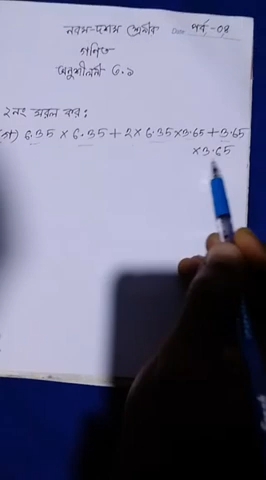 নবম-দশম শ্রেণীর
Date: পর্ব-০৪
গণিত
অনুশীলনী ৩.১
২নং সরল কর:
6.35 × 6.35 + 2 × 6.35 × 3.65 + 3.65
× 3.65